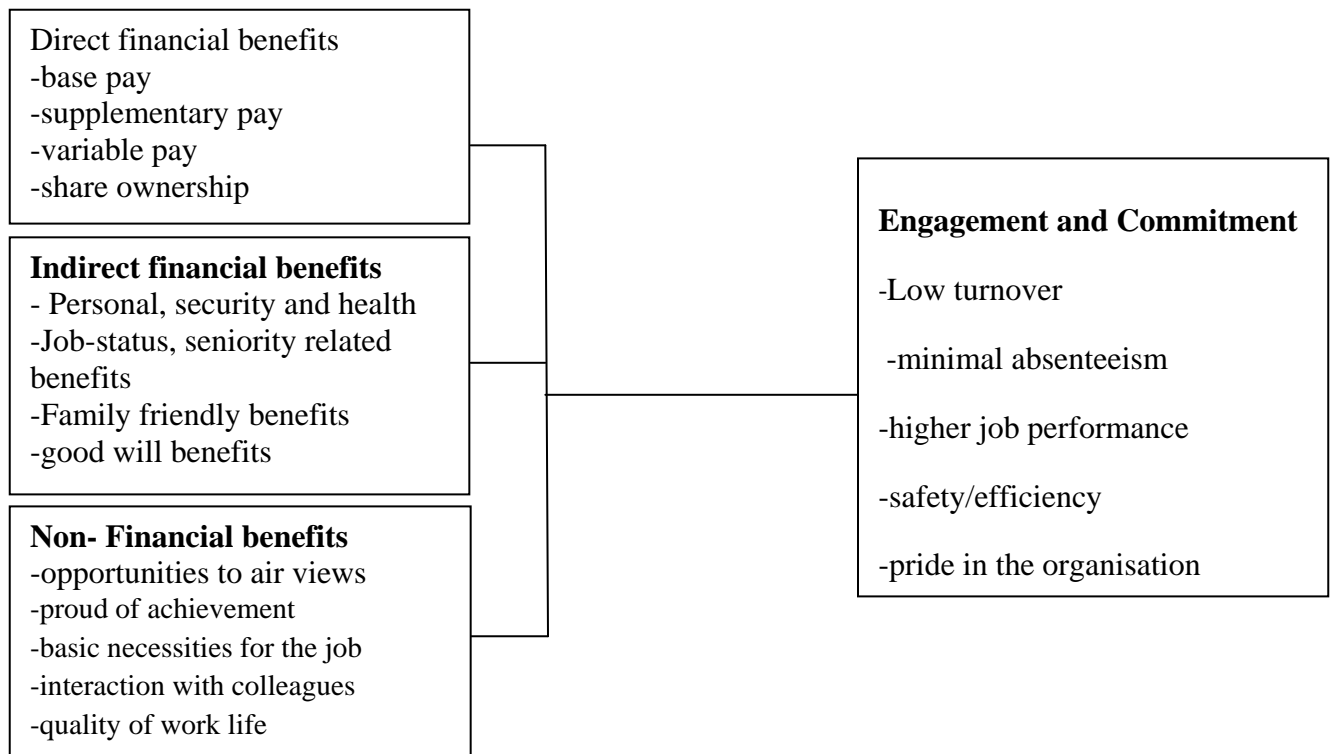 Direct financial benefits
-base pay
-supplementary pay
-variable pay
-share ownership
Indirect financial benefits
- Personal, security and health
-Job-status, seniority related
benefits
-Family friendly benefits
-good will benefits
Non- Financial benefits
-opportunities to air views
-proud of achievement
-basic necessities for the job
-interaction with colleagues
-quality of work life
Engagement and Commitment
-Low turnover
-minimal absenteeism
-higher job performance
-safety/efficiency
-pride in the organisation